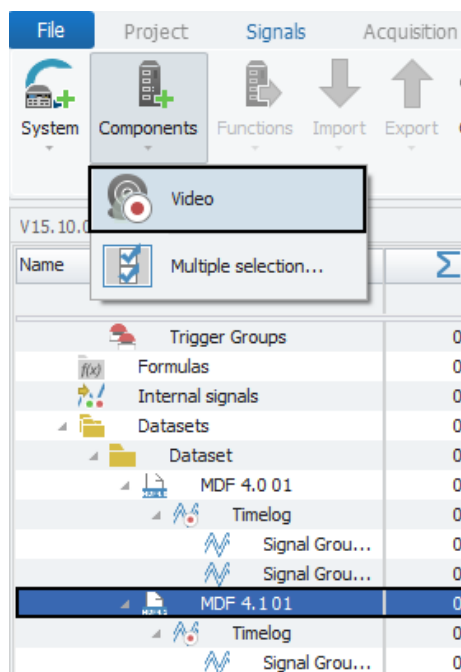 File Project Signals Acquisition
System Components Functions Import Export
Video
V15.10.0
Name Σ
Multiple selection...
Trigger Groups 0
f(x) Formulas 0
Internal signals 0
Datasets 0
Dataset 0
MDF 4.0 01 0
Timelog 0
Signal Grou... 0
Signal Grou... 0
MDF 4.1 01 0
Timelog 0
Signal Grou... 0